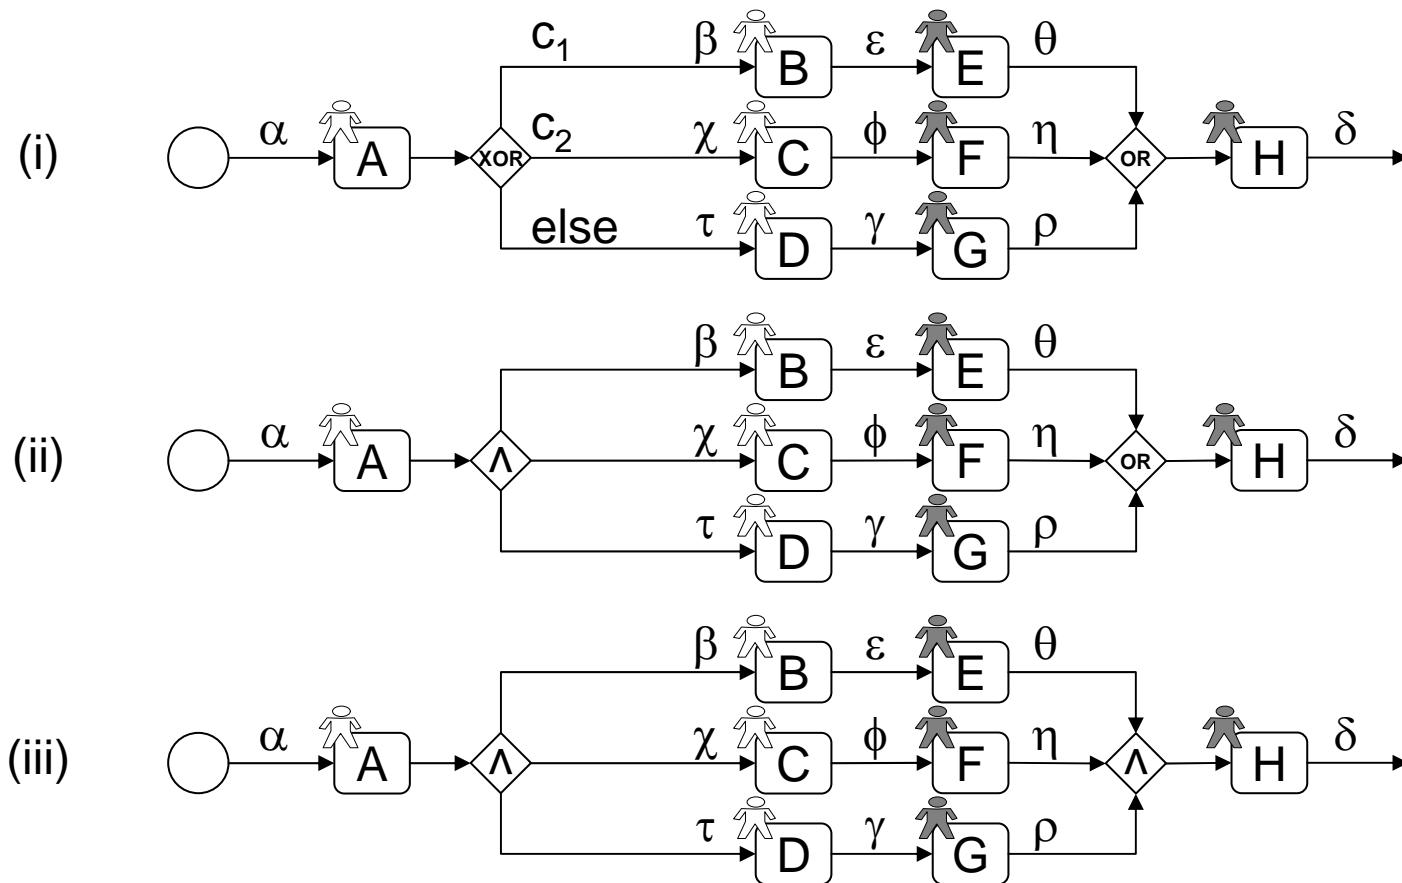 c₁ β B ε E θ
(i) α A XOR c₂ χ C ϕ F η OR H δ
else τ D γ G ρ
β B ε E θ
(ii) α A Λ χ C ϕ F η OR H δ
τ D γ G ρ
β B ε E θ
(iii) α A Λ χ C ϕ F η Λ H δ
τ D γ G ρ